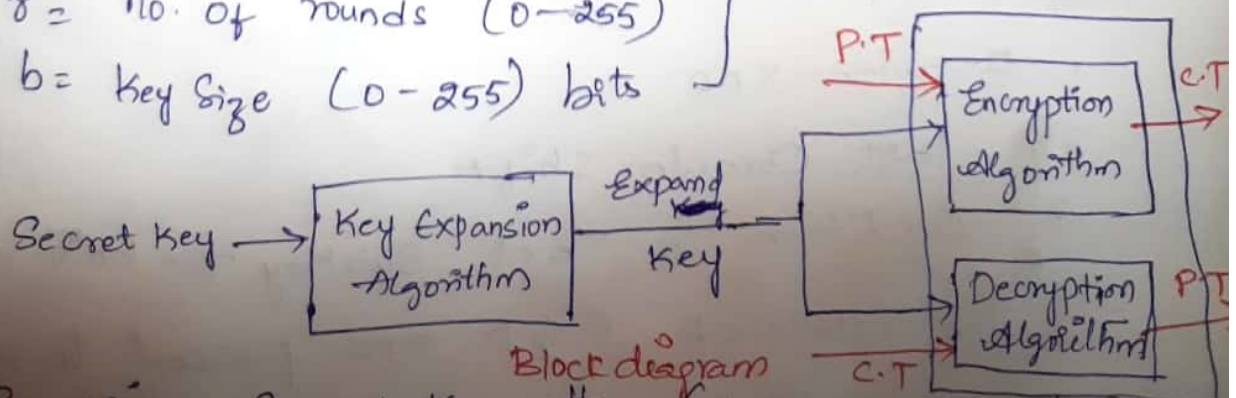 r = no. of rounds (0-255)
b = Key Size (0-255) bits
P.T
Encryption
Algorithm
C.T
Secret Key
Key Expansion
Algorithm
Expand
Key
Decryption
Algorithm
P.T
C.T
Block diagram